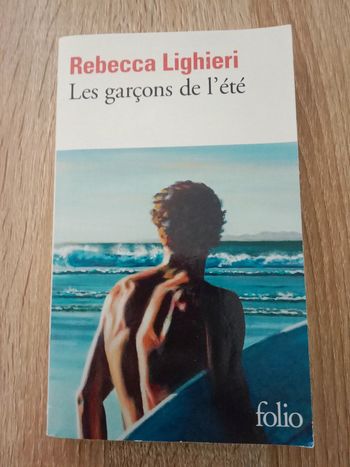 Rebecca Lighieri
Les garçons de l'été
folio